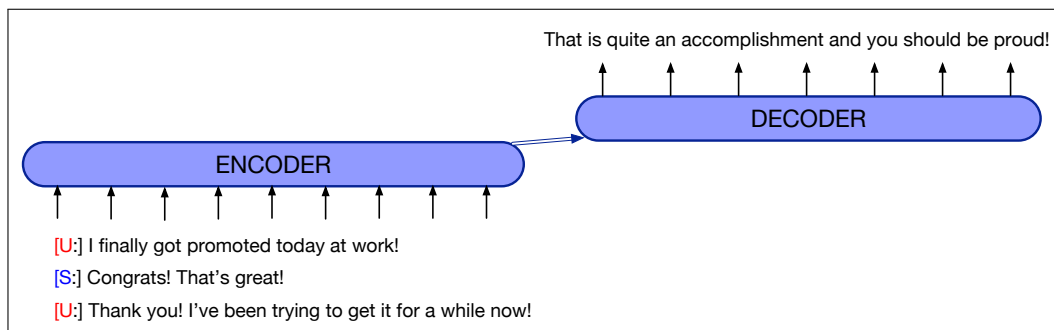 That is quite an accomplishment and you should be proud!
DECODER
ENCODER
[U:] I finally got promoted today at work!
[S:] Congrats! That's great!
[U:] Thank you! I've been trying to get it for a while now!